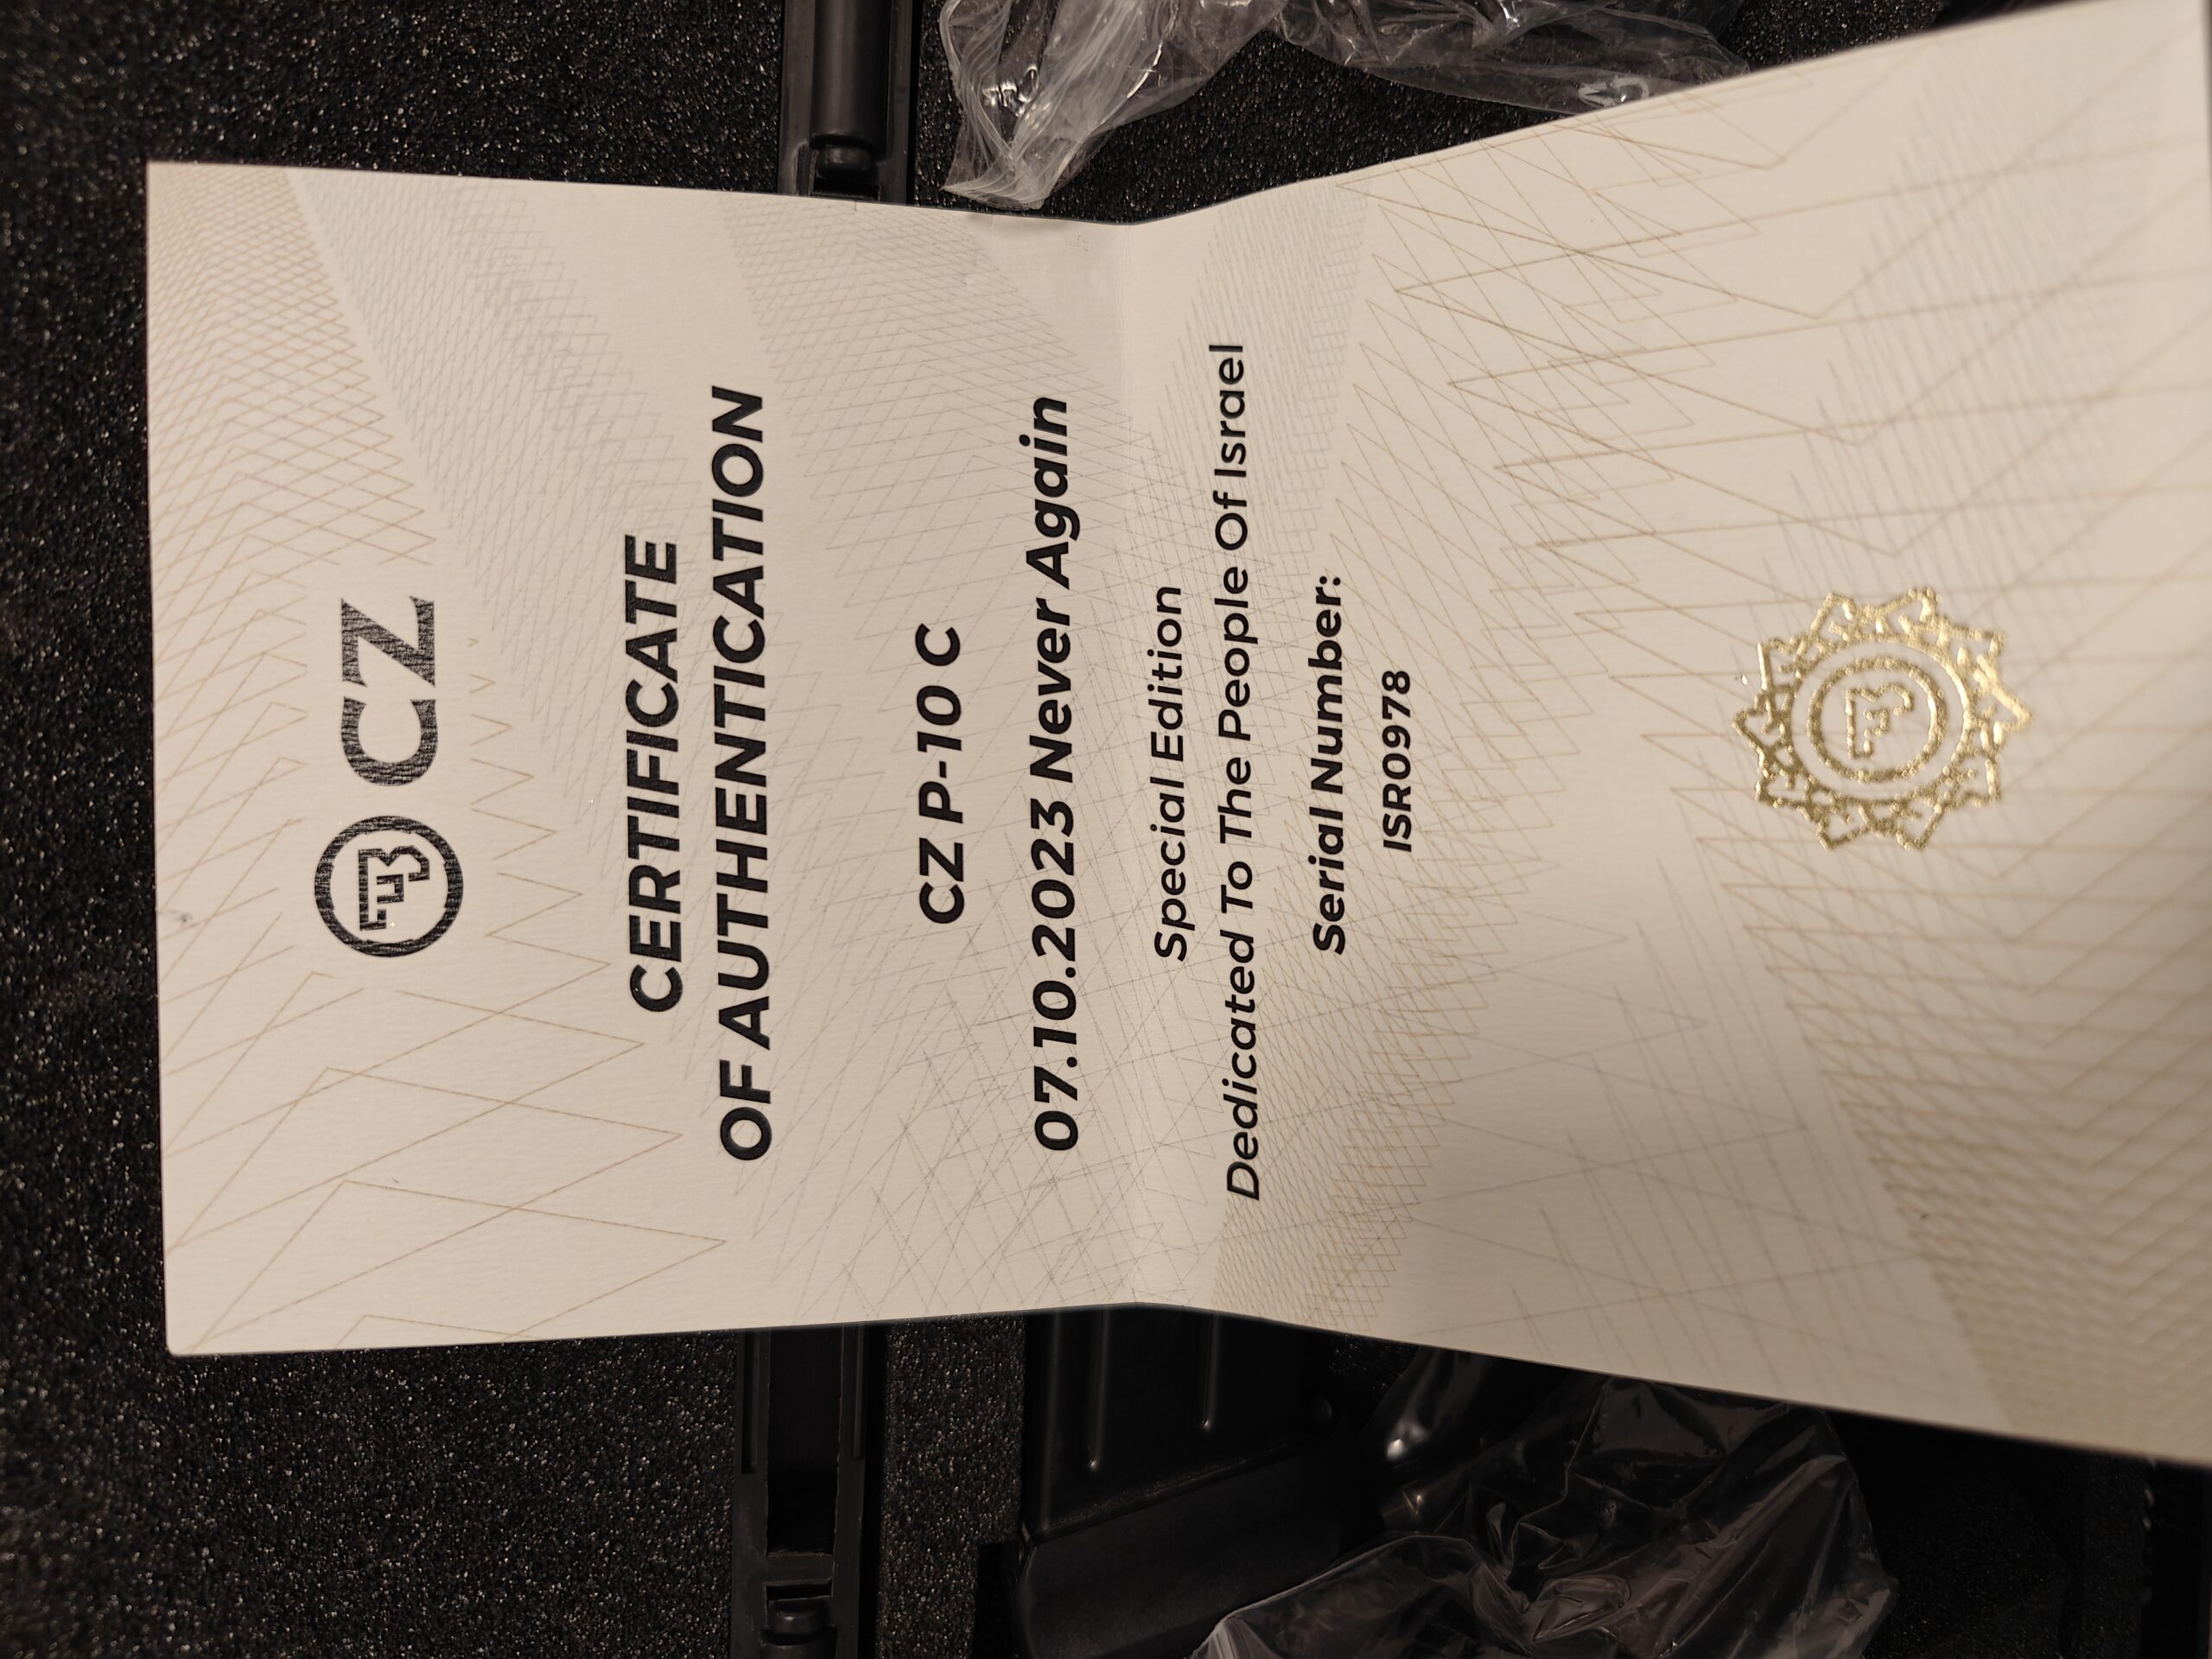 CZ
CERTIFICATE
OF AUTHENTICATION
CZ P-10 C
07.10.2023 Never Again
Special Edition
Dedicated To The People Of Israel
Serial Number:
ISR0978